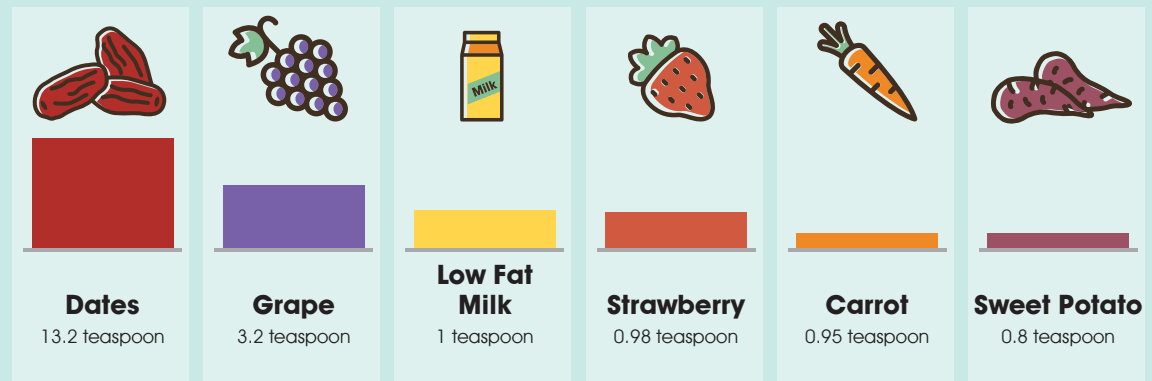 Milk
Dates
13.2 teaspoon
Grape
3.2 teaspoon
Low Fat
Milk
1 teaspoon
Strawberry
0.98 teaspoon
Carrot
0.95 teaspoon
Sweet Potato
0.8 teaspoon